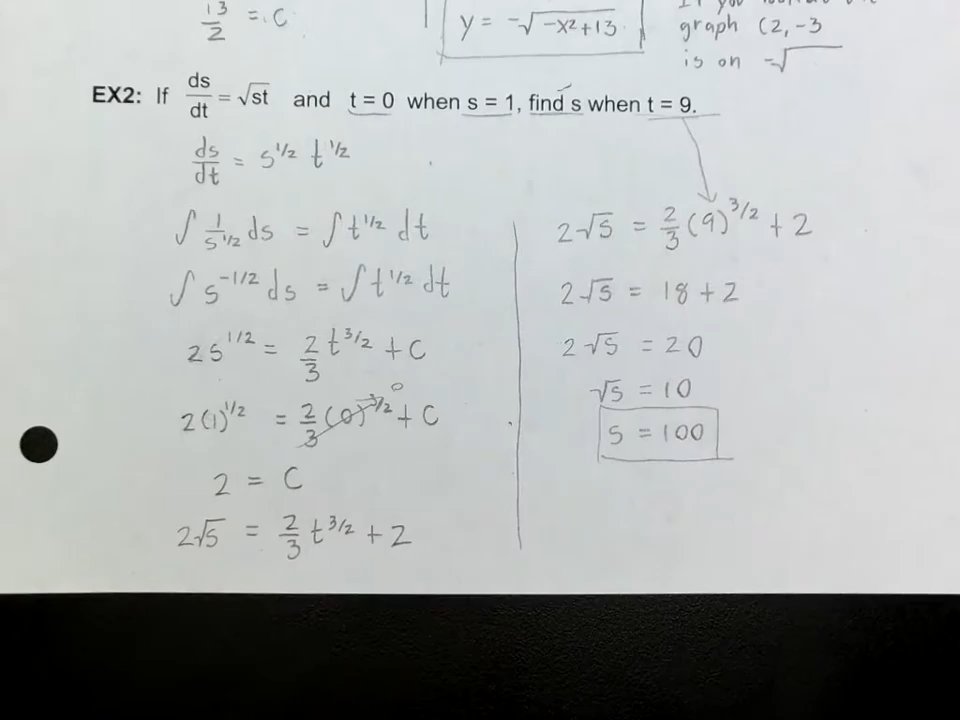 13/2 = C
y = -√(-x²+13)
graph (2, -3
is on -√
EX2: If ds/dt = √st and t = 0 when s = 1, find s when t = 9.
ds/dt = s^1/2 t^1/2
∫ 1/s^1/2 ds = ∫ t^1/2 dt
∫ s^-1/2 ds = ∫ t^1/2 dt
2s^1/2 = 2/3 t^3/2 + C
2(1)^1/2 = 2/3 (0)^3/2 + C
0
2 = C
2√s = 2/3 t^3/2 + 2
2√s = 2/3 (9)^3/2 + 2
2√s = 18 + 2
2√s = 20
√s = 10
s = 100